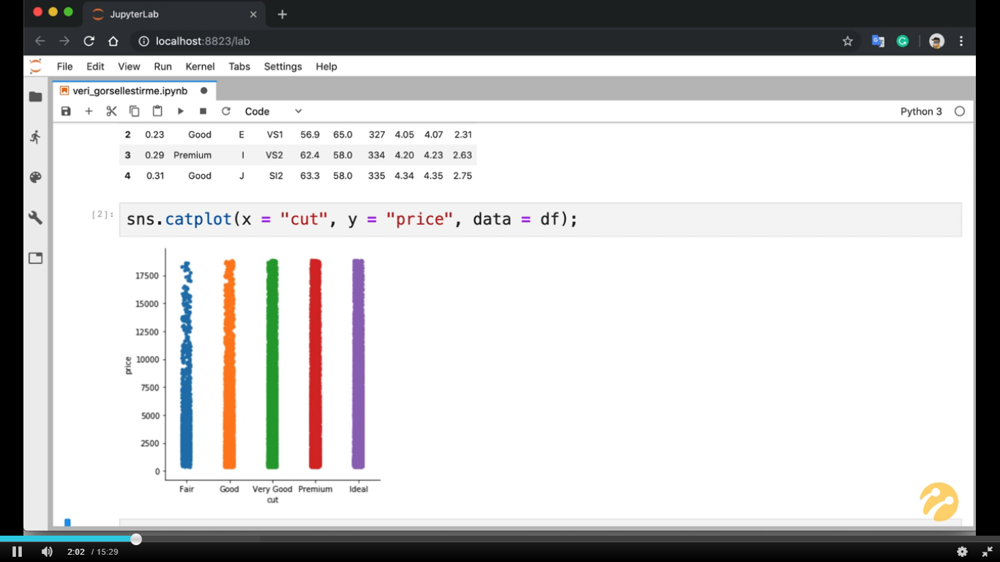 JupyterLab
localhost:8823/lab
File Edit View Run Kernel Tabs Settings Help
veri_gorsellestirme.ipynb
Code Python 3
2 0.23 Good E VS1 56.9 65.0 327 4.05 4.07 2.31
3 0.29 Premium I VS2 62.4 58.0 334 4.20 4.23 2.63
4 0.31 Good J SI2 63.3 58.0 335 4.34 4.35 2.75
[2]: sns.catplot(x = "cut", y = "price", data = df);
17500
15000
12500
10000
7500
5000
2500
0
price
Fair Good Very Good Premium Ideal
cut
2:02 / 15:29